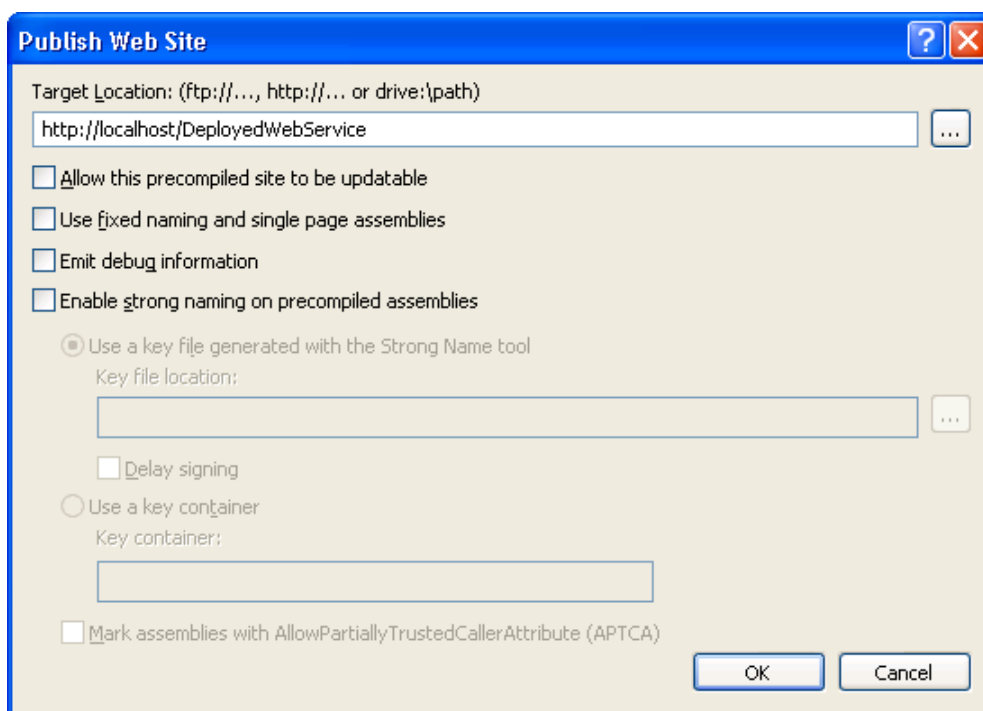 Publish Web Site
Target Location: (ftp://..., http://... or drive:\path)
http://localhost/DeployedWebService
...
Allow this precompiled site to be updatable
Use fixed naming and single page assemblies
Emit debug information
Enable strong naming on precompiled assemblies
Use a key file generated with the Strong Name tool
Key file location:
...
Delay signing
Use a key container
Key container:
Mark assemblies with AllowPartiallyTrustedCallerAttribute (APTCA)
OK Cancel